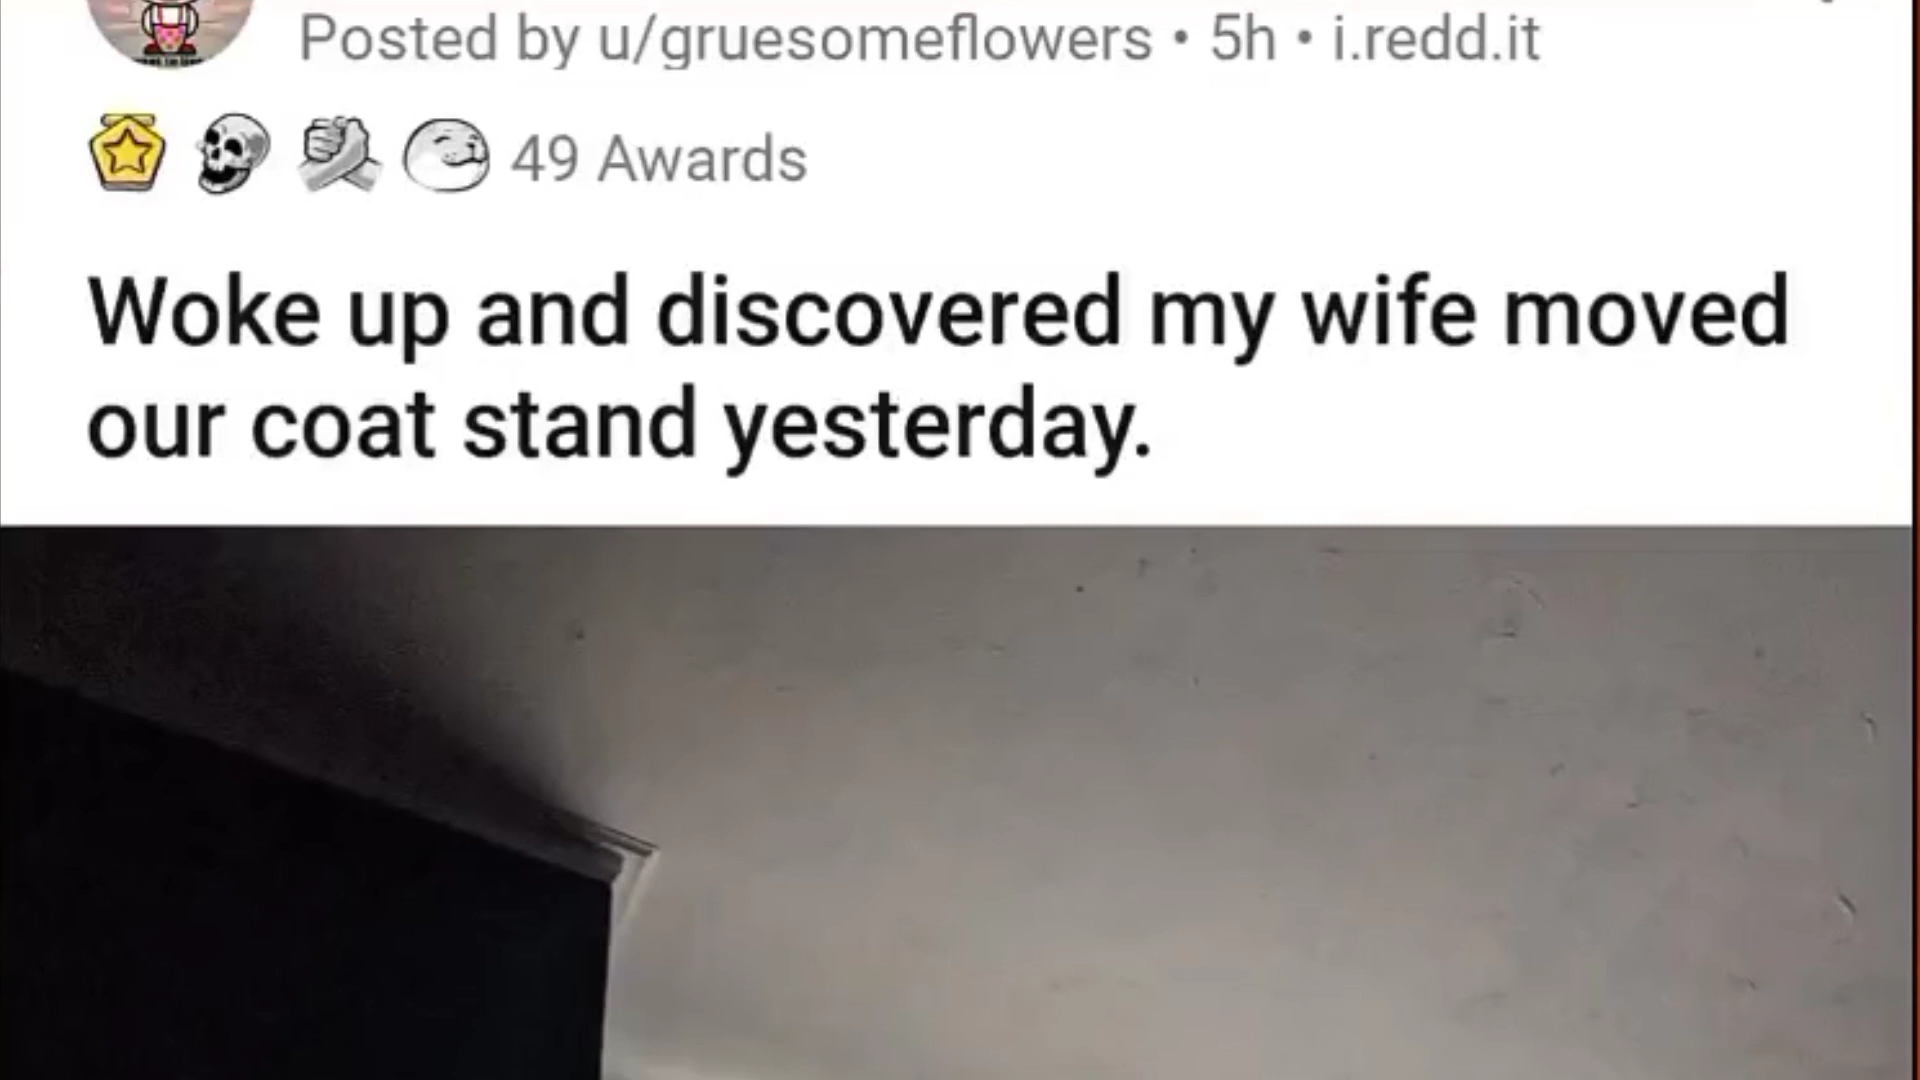 Posted by u/gruesomeflowers • 5h • i.redd.it
49 Awards
Woke up and discovered my wife moved
our coat stand yesterday.